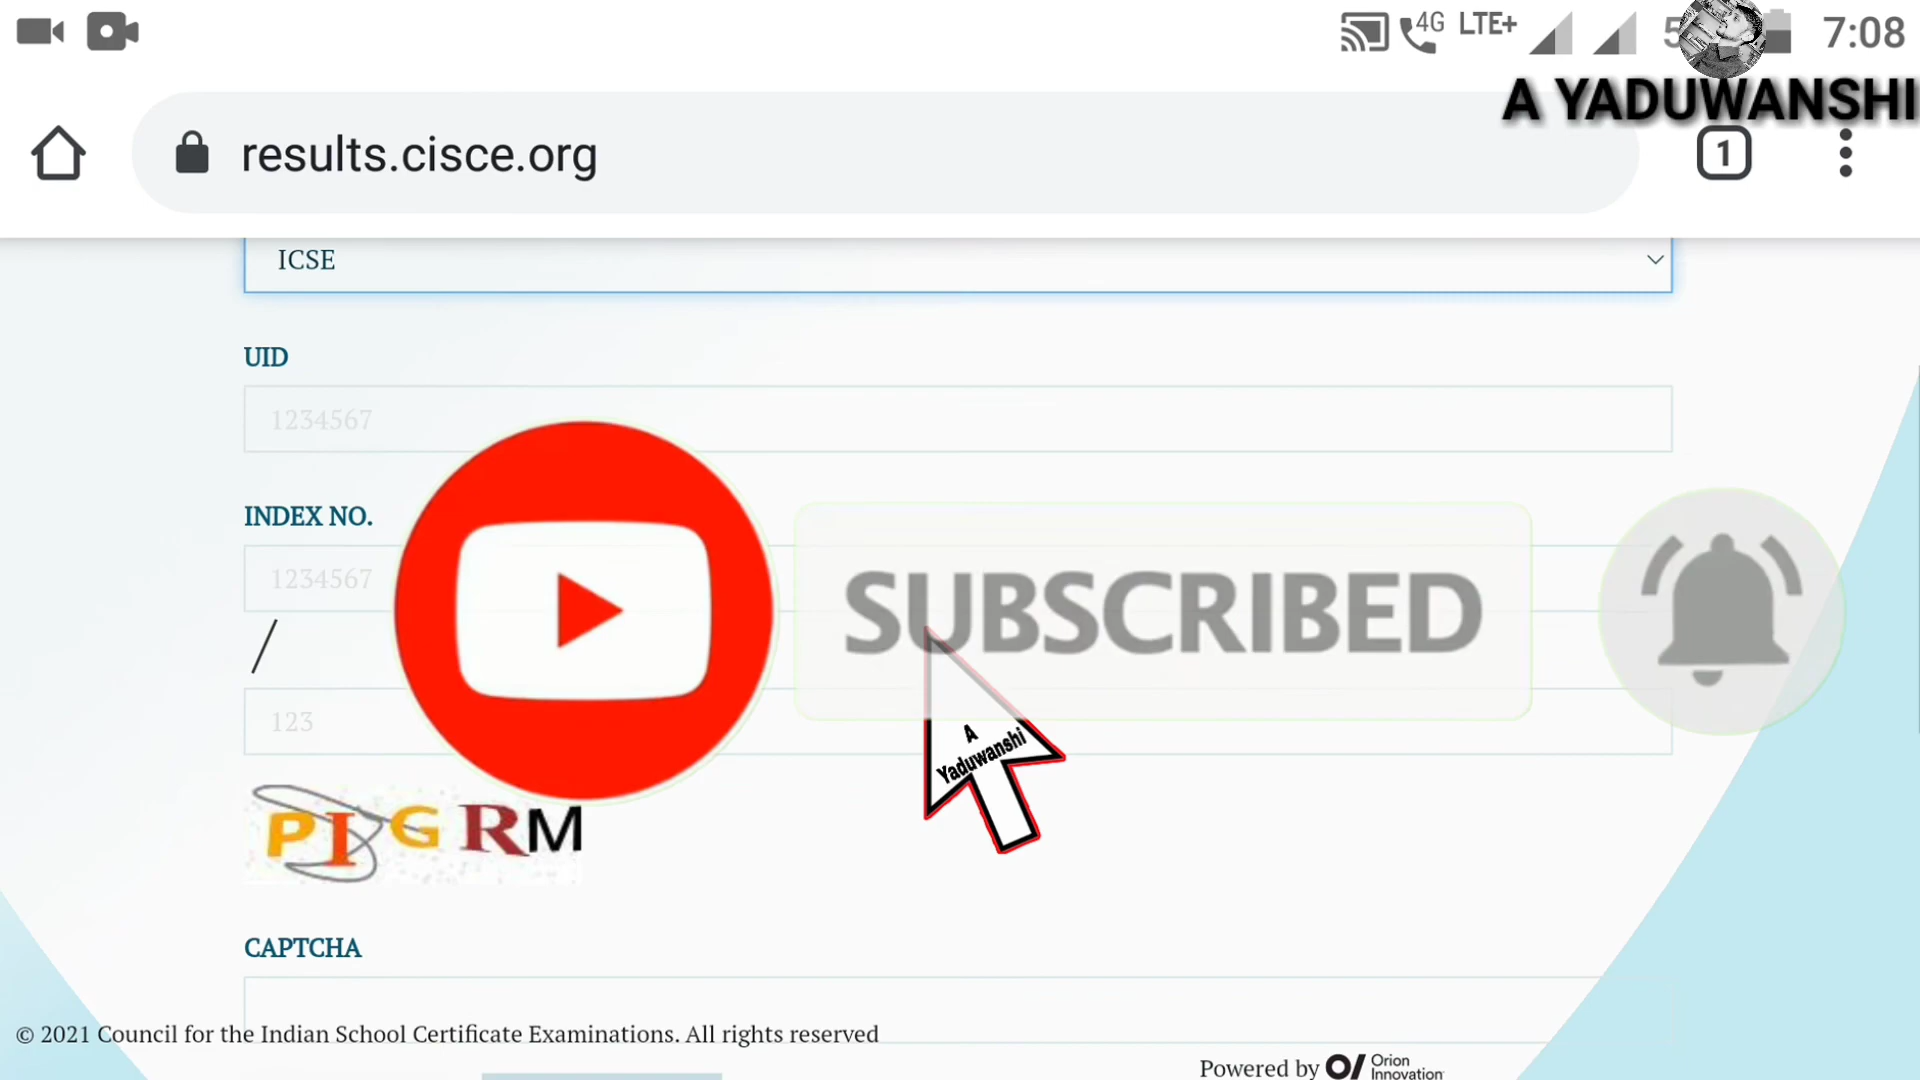 4G LTE+ 7:08
A YADUWANSHI
results.cisce.org
1
ICSE
UID
1234567
INDEX NO.
1234567
/
SUBSCRIBED
123
A
Yaduwanshi
PIGRM
CAPTCHA
© 2021 Council for the Indian School Certificate Examinations. All rights reserved
Powered by Orion
Innovation